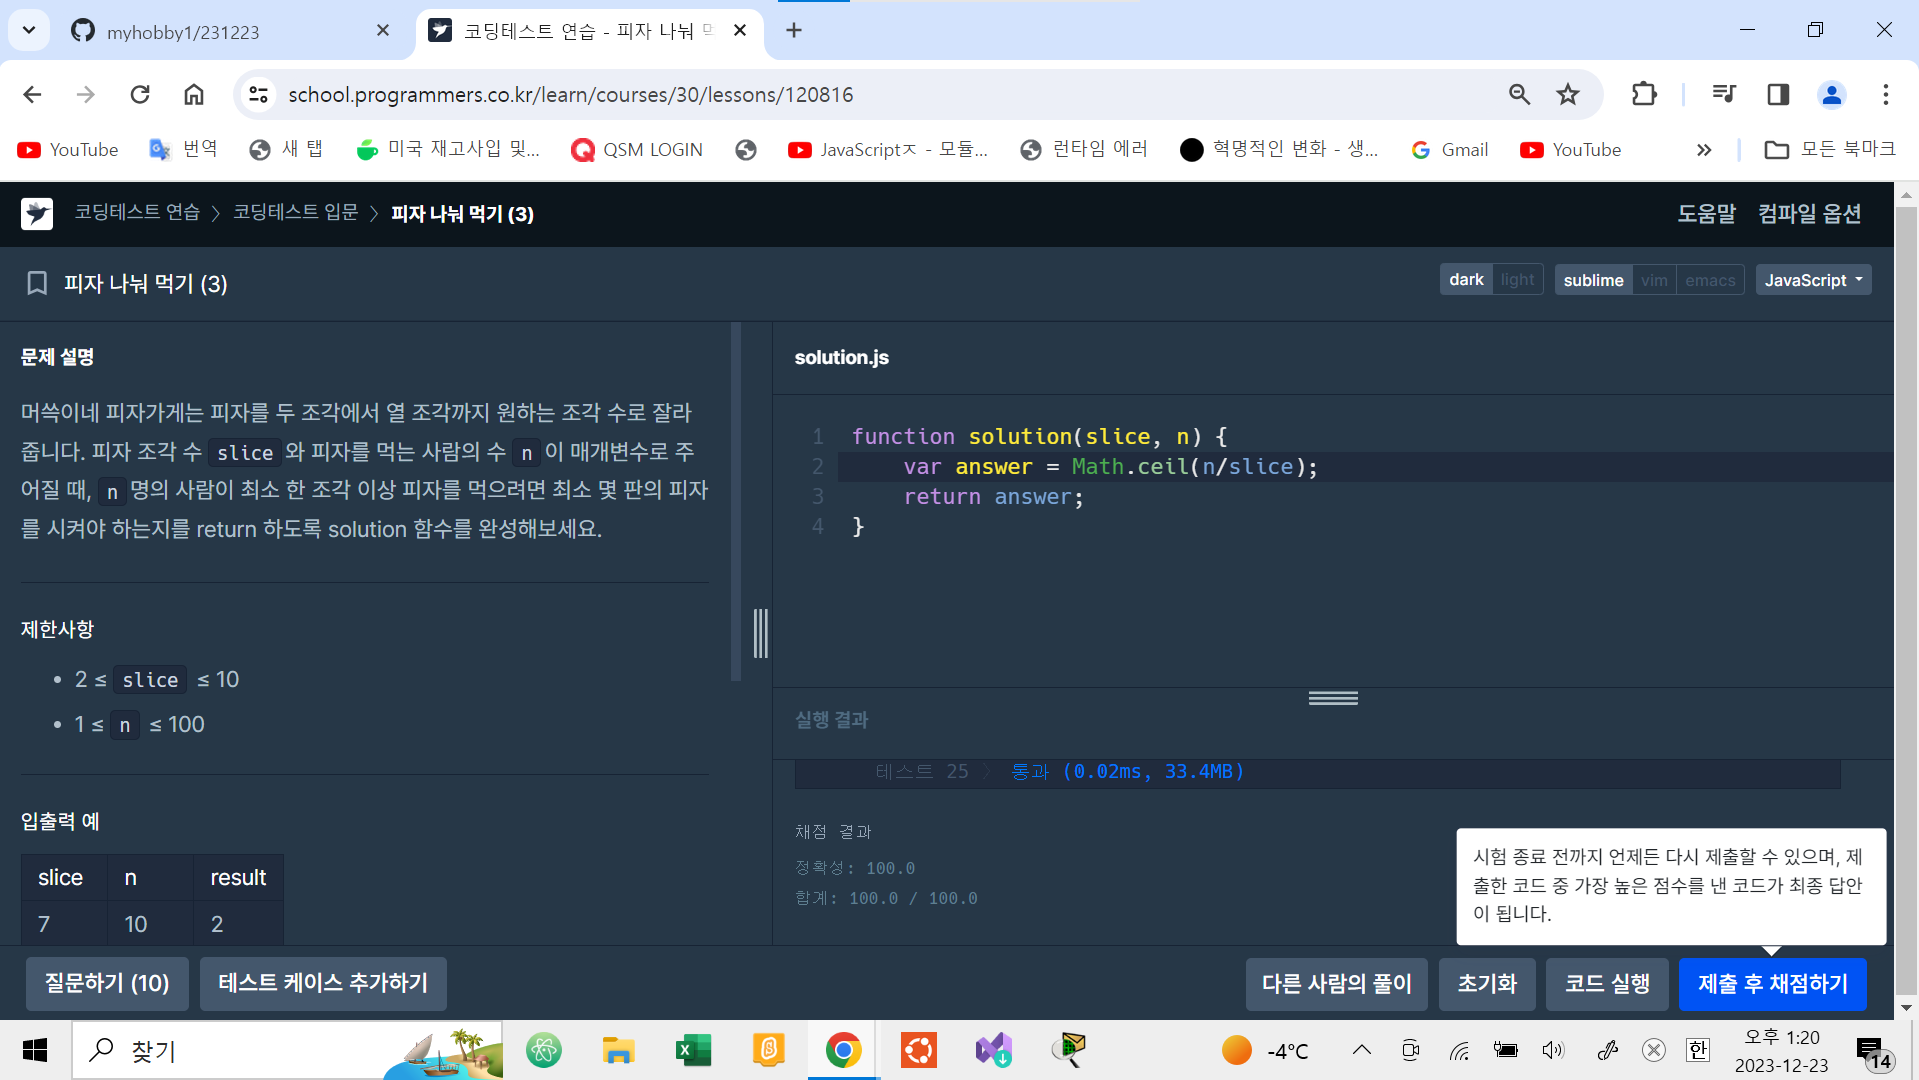 myhobby1/231223
코딩테스트 연습 - 피자 나눠 먹
school.programmers.co.kr/learn/courses/30/lessons/120816
YouTube
번역
새 탭
미국 재고사입 및...
QSM LOGIN
JavaScriptㅈ - 모듈...
런타임 에러
혁명적인 변화 - 생...
Gmail
YouTube
모든 북마크
코딩테스트 연습 > 코딩테스트 입문 > 피자 나눠 먹기 (3)
도움말 컴파일 옵션
피자 나눠 먹기 (3)
dark light
sublime vim emacs
JavaScript
문제 설명
머쓱이네 피자가게는 피자를 두 조각에서 열 조각까지 원하는 조각 수로 잘라
줍니다. 피자 조각 수 slice와 피자를 먹는 사람의 수 n이 매개변수로 주
어질 때, n명의 사람이 최소 한 조각 이상 피자를 먹으려면 최소 몇 판의 피자
를 시켜야 하는지를 return 하도록 solution 함수를 완성해보세요.
제한사항
• 2 ≤ slice ≤ 10
• 1 ≤ n ≤ 100
입출력 예
slice n result
7 10 2
solution.js
1 function solution(slice, n) {
2 var answer = Math.ceil(n/slice);
3 return answer;
4 }
실행 결과
테스트 25 〉 통과 (0.02ms, 33.4MB)
채점 결과
정확성: 100.0
합계: 100.0 / 100.0
시험 종료 전까지 언제든 다시 제출할 수 있으며, 제
출한 코드 중 가장 높은 점수를 낸 코드가 최종 답안
이 됩니다.
질문하기 (10)
테스트 케이스 추가하기
다른 사람의 풀이
초기화
코드 실행
제출 후 채점하기
찾기
-4°C
한
오후 1:20
2023-12-23
14